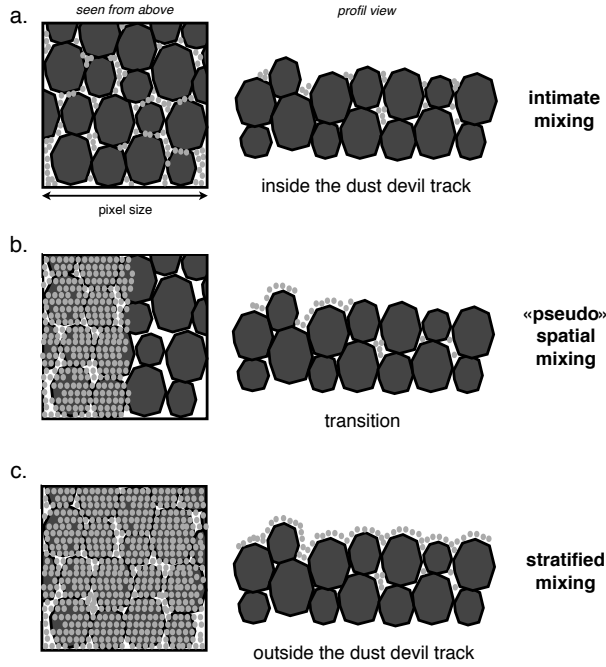 seen from above
profil view
a.
intimate
mixing
inside the dust devil track
pixel size
b.
«pseudo»
spatial
mixing
transition
c.
stratified
mixing
outside the dust devil track